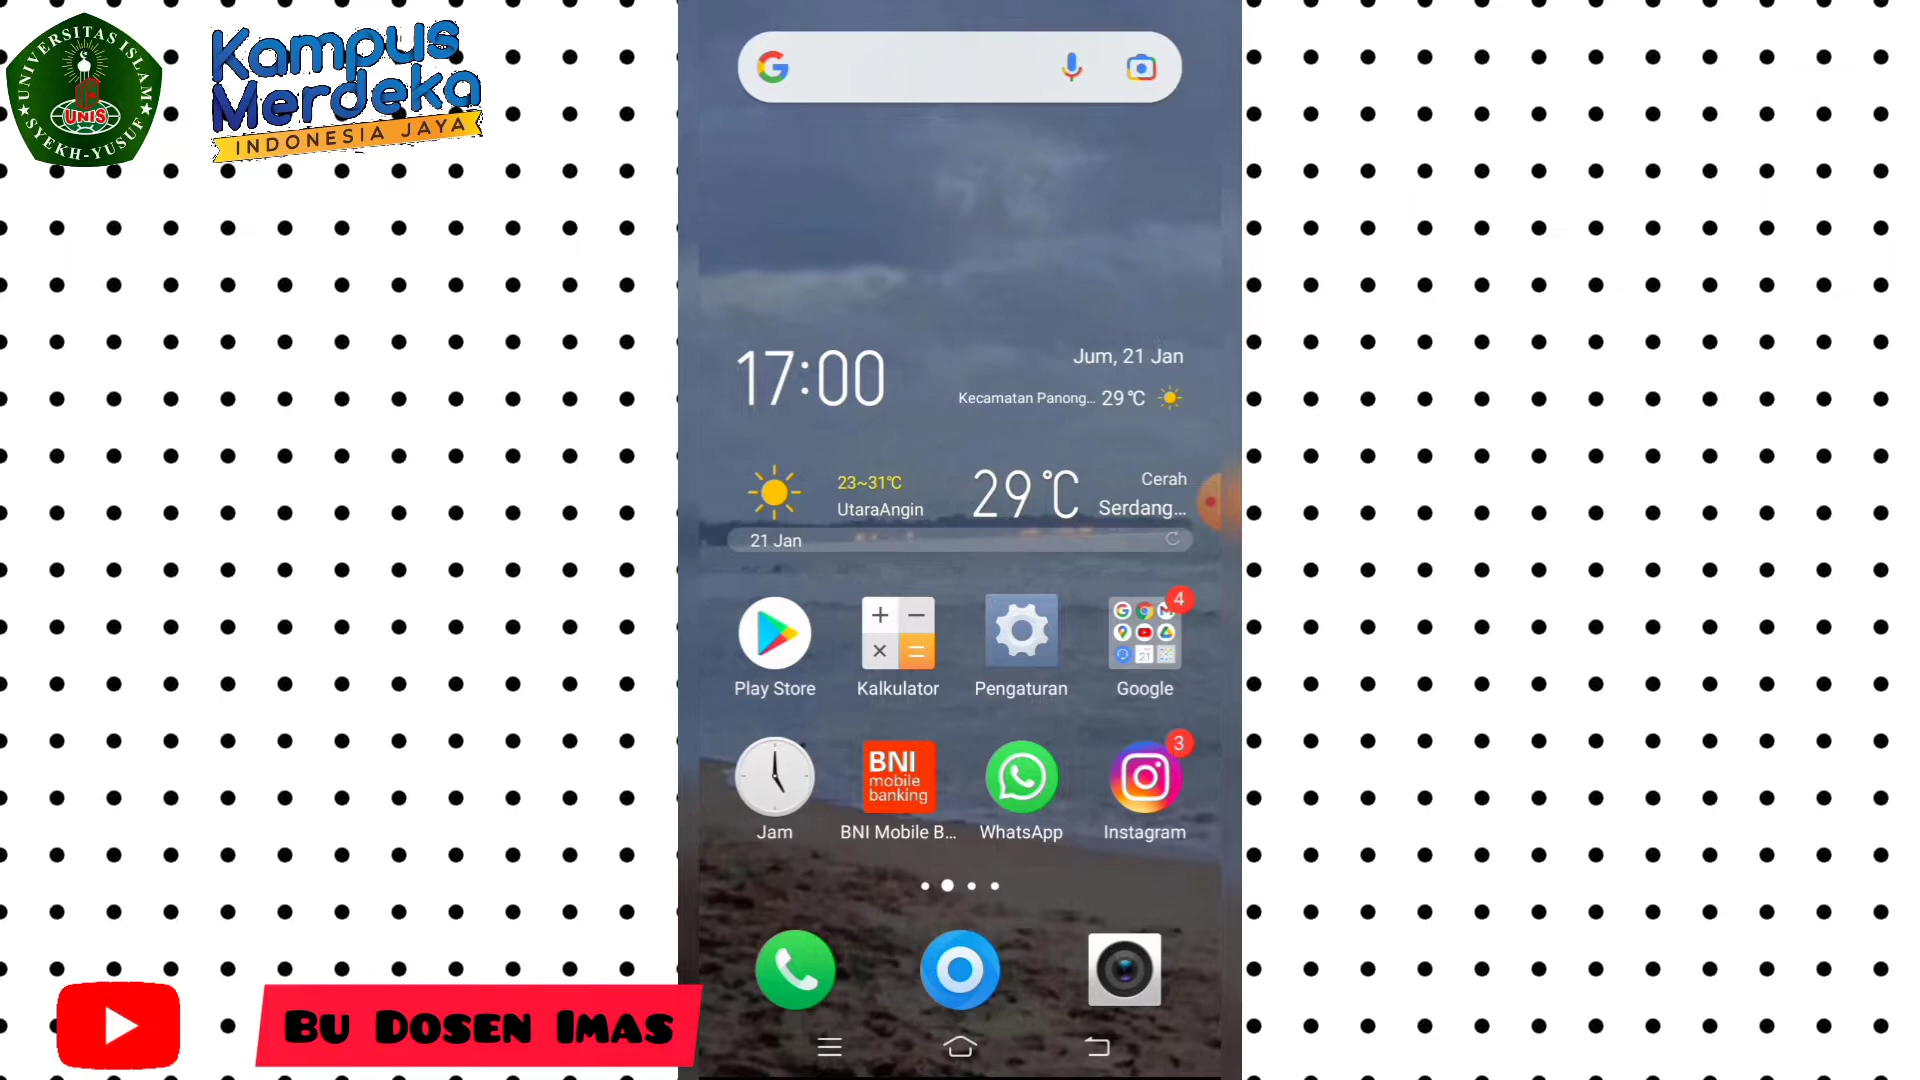 UNIVERSITAS ISLAM
UNIS
SYEKH-YUSUF
Kampus
Merdeka
INDONESIA JAYA
17:00
Jum, 21 Jan
Kecamatan Panong... 29°C
23~31°C
UtaraAngin
29°C
Cerah
Serdang...
21 Jan
4
Play Store
Kalkulator
Pengaturan
Google
3
BNI
mobile
banking
Jam
BNI Mobile B...
WhatsApp
Instagram
Bu Dosen Imas